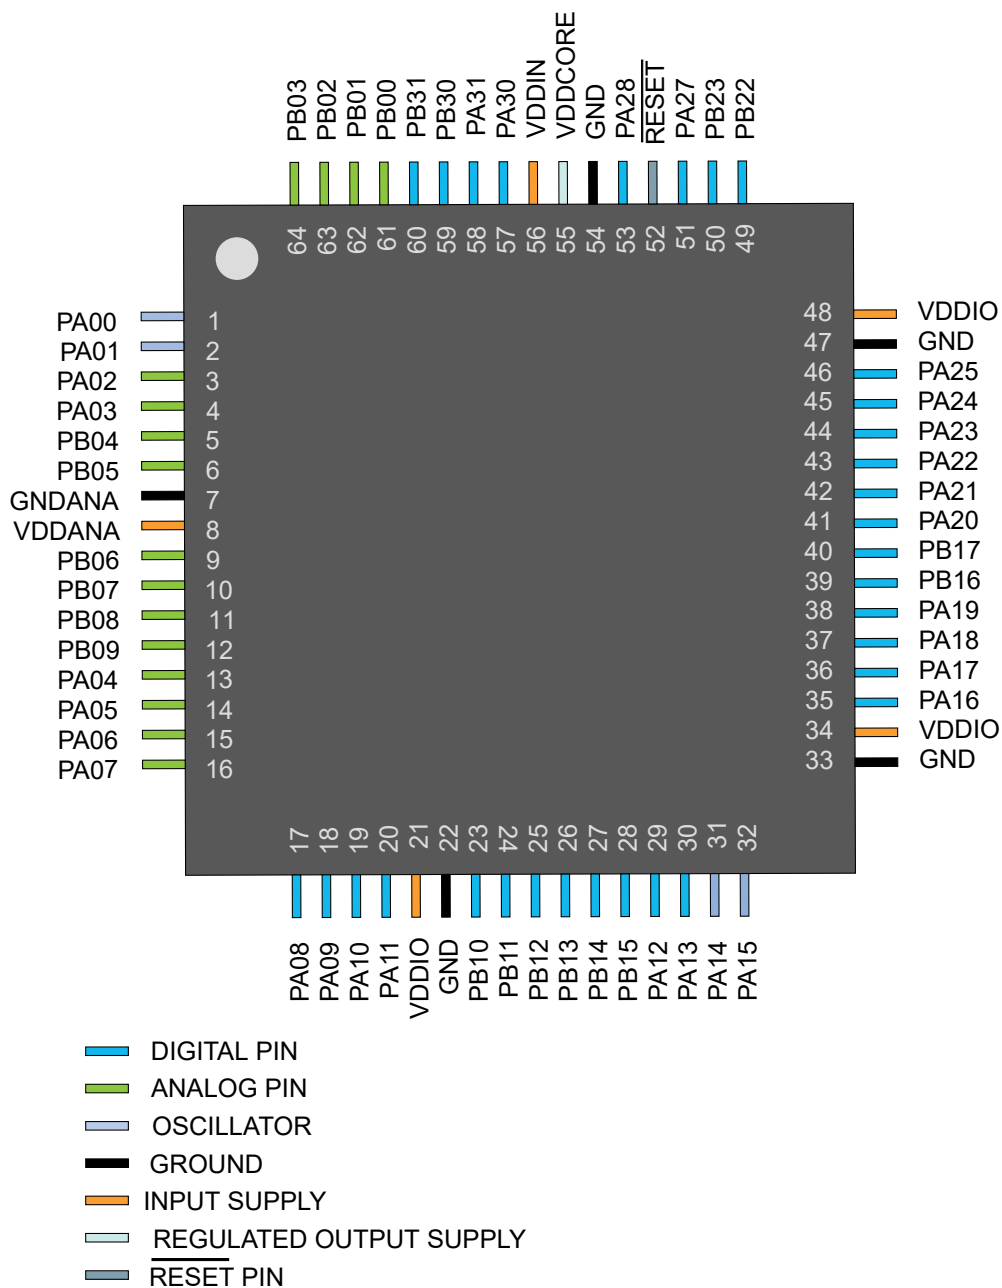 PB03
PB02
PB01
PB00
PB31
PB30
PA31
PA30
VDDIN
VDDCORE
GND
PA28
RESET
PA27
PB23
PB22
64
63
62
61
60
59
58
57
56
55
54
53
52
51
50
49
PA00 1
PA01 2
PA02 3
PA03 4
PB04 5
PB05 6
GNDANA 7
VDDANA 8
PB06 9
PB07 10
PB08 11
PB09 12
PA04 13
PA05 14
PA06 15
PA07 16
48 VDDIO
47 GND
46 PA25
45 PA24
44 PA23
43 PA22
42 PA21
41 PA20
40 PB17
39 PB16
38 PA19
37 PA18
36 PA17
35 PA16
34 VDDIO
33 GND
17
18
19
20
21
22
23
24
25
26
27
28
29
30
31
32
PA08
PA09
PA10
PA11
VDDIO
GND
PB10
PB11
PB12
PB13
PB14
PB15
PA12
PA13
PA14
PA15
DIGITAL PIN
ANALOG PIN
OSCILLATOR
GROUND
INPUT SUPPLY
REGULATED OUTPUT SUPPLY
RESET PIN